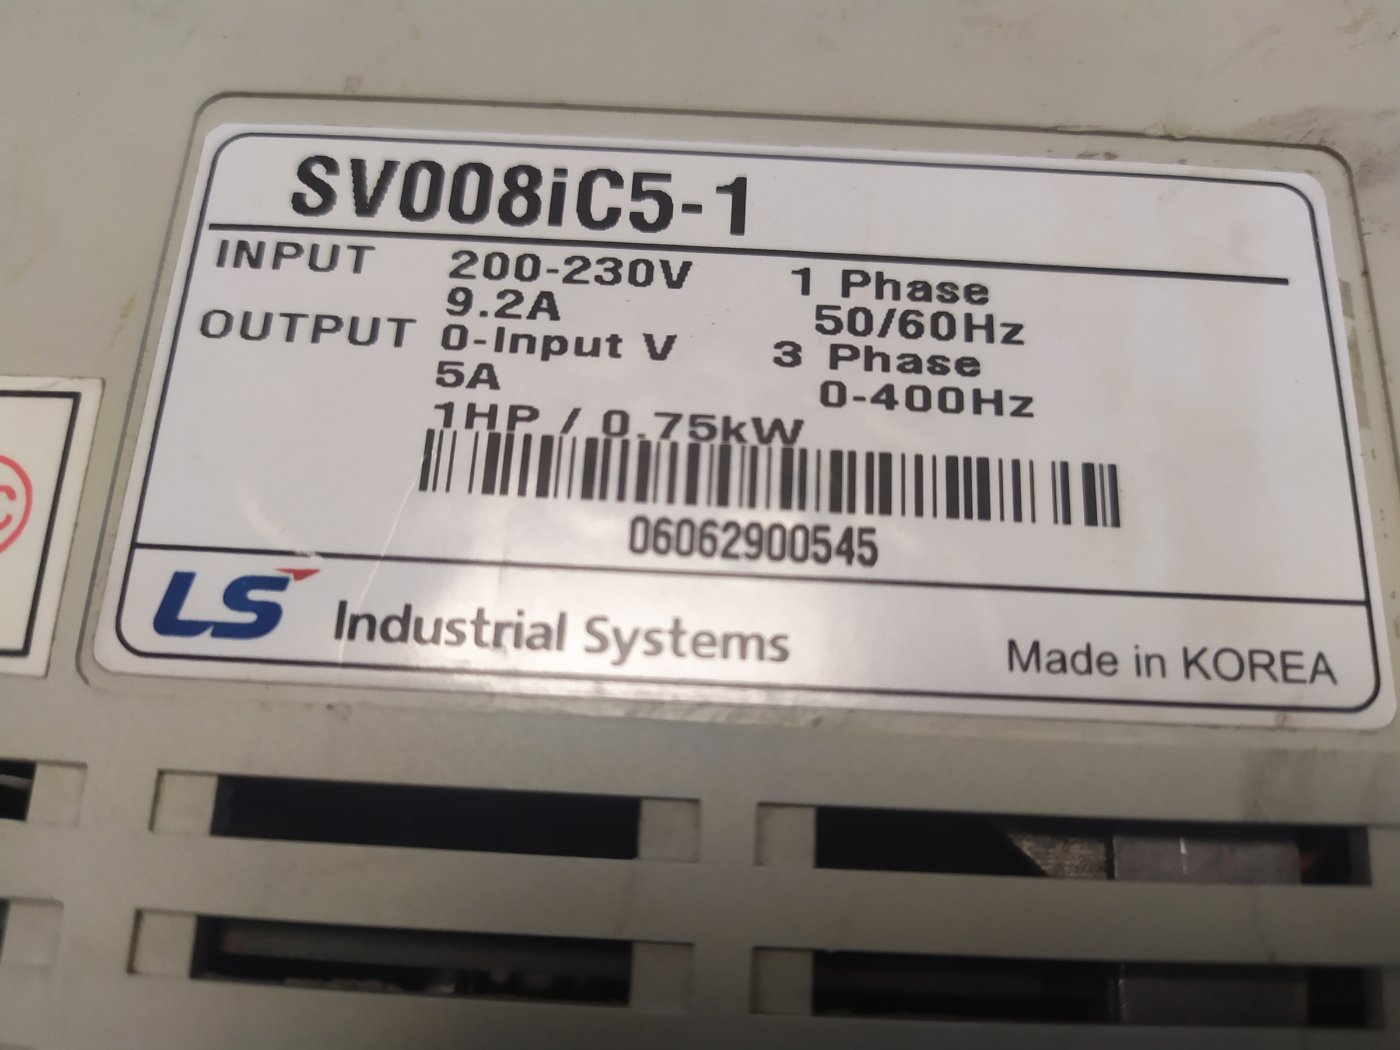 SV008iC5-1
INPUT 200-230V 1 Phase
9.2A 50/60Hz
OUTPUT 0-Input V 3 Phase
5A 0-400Hz
1HP / 0.75kW
06062900545
LS Industrial Systems Made in KOREA
C